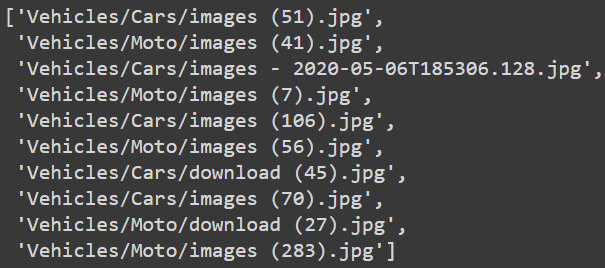 ['Vehicles/Cars/images (51).jpg',
'Vehicles/Moto/images (41).jpg',
'Vehicles/Cars/images - 2020-05-06T185306.128.jpg',
'Vehicles/Moto/images (7).jpg',
'Vehicles/Cars/images (106).jpg',
'Vehicles/Moto/images (56).jpg',
'Vehicles/Cars/download (45).jpg',
'Vehicles/Cars/images (70).jpg',
'Vehicles/Moto/download (27).jpg',
'Vehicles/Moto/images (283).jpg']